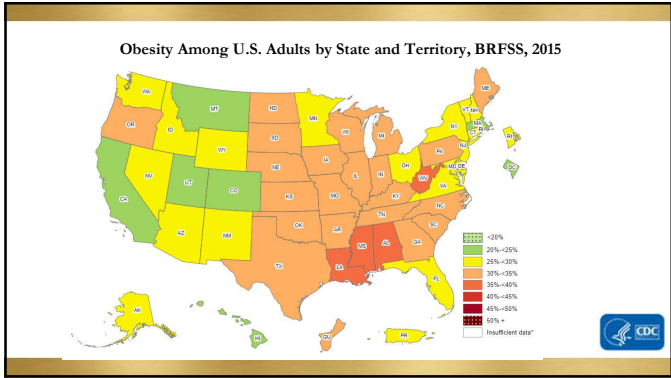 Obesity Among U.S. Adults by State and Territory, BRFSS, 2015
WA
MT
ND
MN
ME
OR
ID
SD
WI
MI
VT
NH
NY
MA
CT
RI
WY
NE
IA
PA
NJ
RI
NV
UT
CO
IL
IN
OH
MD
DE
DC
CA
KS
MO
KY
WV
VA
AZ
NM
OK
AR
TN
NC
SC
TX
LA
MS
AL
GA
FL
AK
HI
GU
PR
<20%
20%-<25%
25%-<30%
30%-<35%
35%-<40%
40%-<45%
45%-<50%
50% +
Insufficient data*
CDC